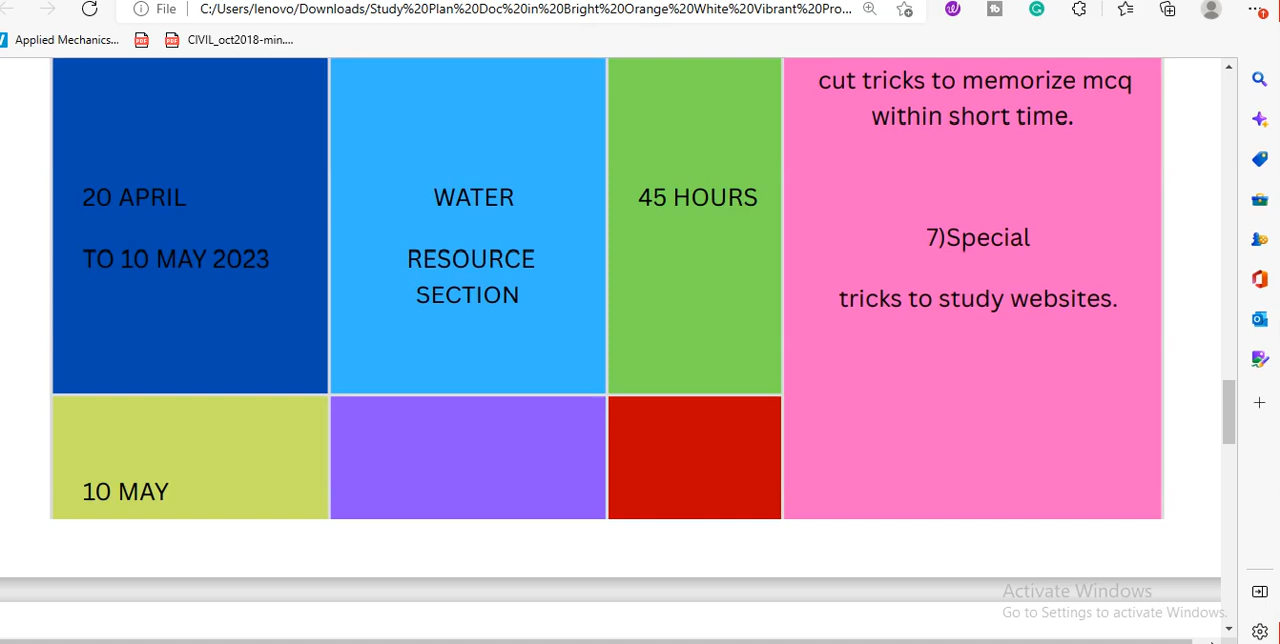 File
C:/Users/lenovo/Downloads/Study%20Plan%20Doc%20in%20Bright%20Orange%20White%20Vibrant%20Pro...
Applied Mechanics...
PDF
PDF
CIVIL_oct2018-min....
cut tricks to memorize mcq
within short time.
20 APRIL
WATER
45 HOURS
7)Special
TO 10 MAY 2023
RESOURCE
SECTION
tricks to study websites.
10 MAY
Activate Windows
Go to Settings to activate Windows.